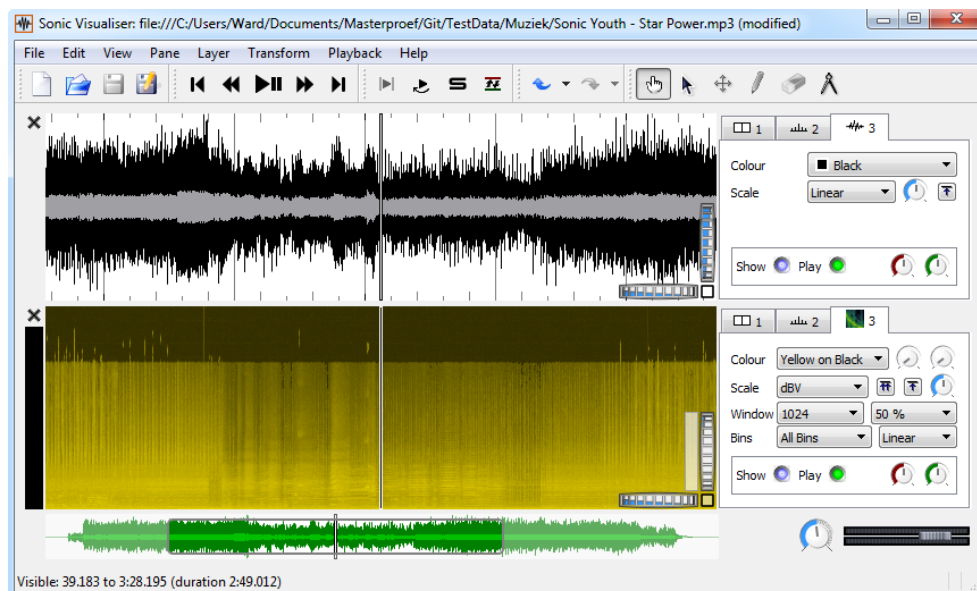 Sonic Visualiser: file:///C:/Users/Ward/Documents/Masterproef/Git/TestData/Muziek/Sonic Youth - Star Power.mp3 (modified)
File Edit View Pane Layer Transform Playback Help
1 2 3
Colour Black
Scale Linear
Show Play
1 2 3
Colour Yellow on Black
Scale dBV
Window 1024 50 %
Bins All Bins Linear
Show Play
Visible: 39.183 to 3:28.195 (duration 2:49.012)